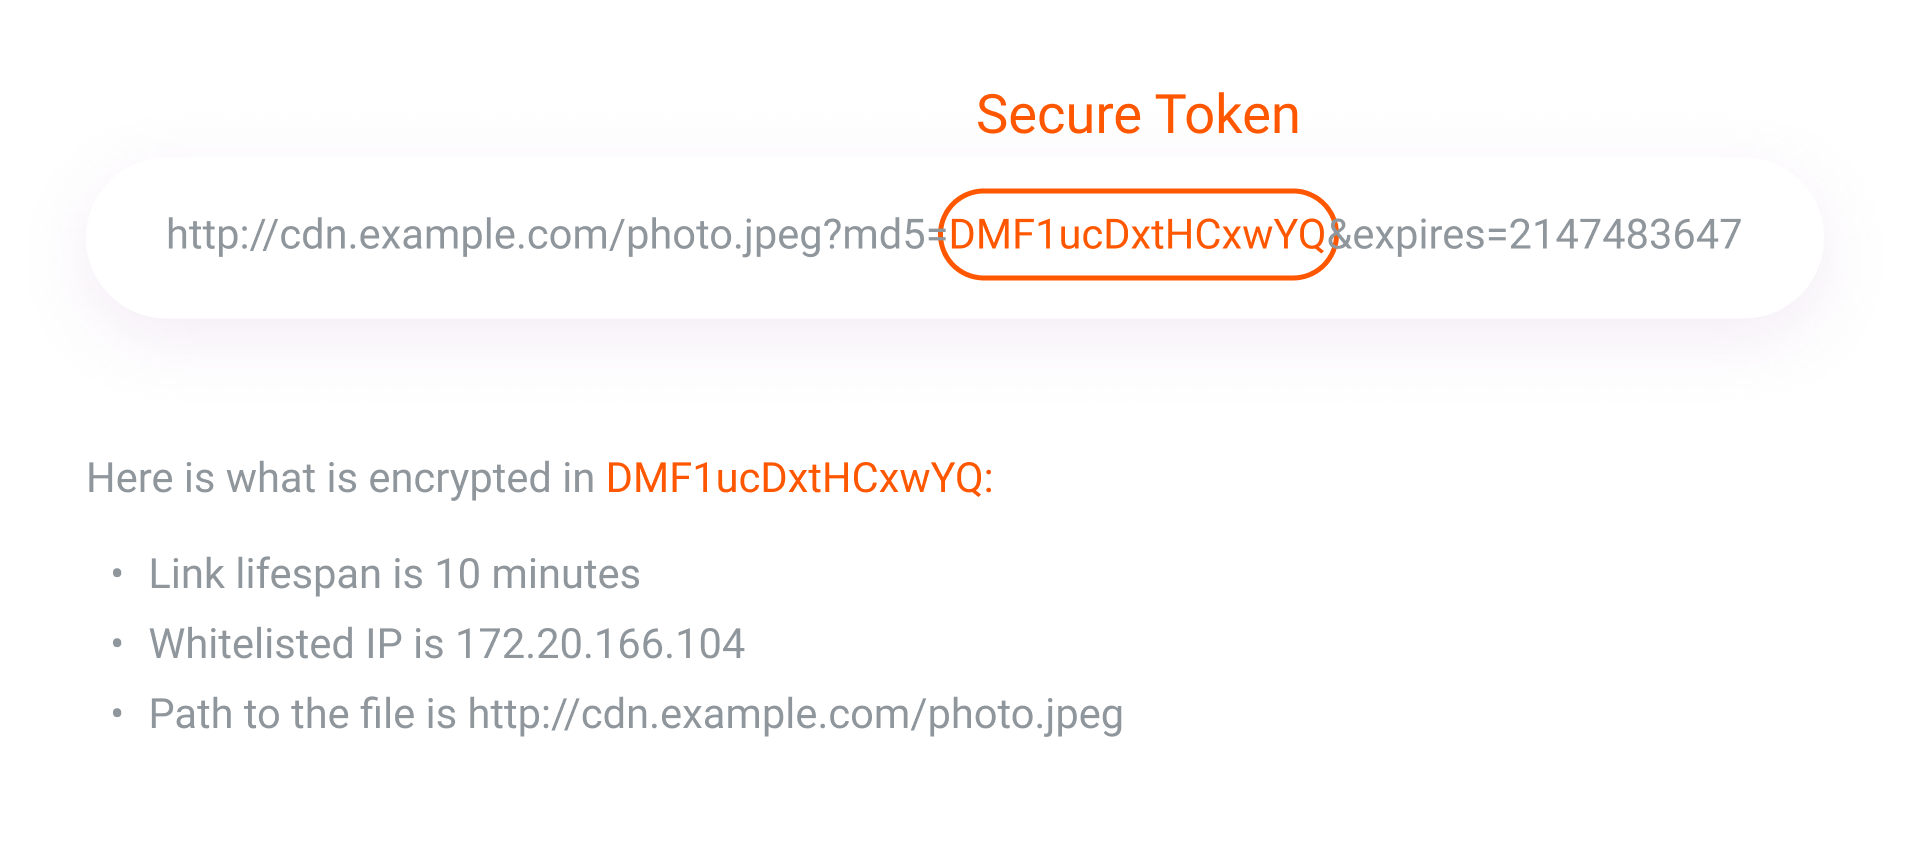 Secure Token
http://cdn.example.com/photo.jpeg?md5=DMF1ucDxtHCxwYQ&expires=2147483647
Here is what is encrypted in DMF1ucDxtHCxwYQ:
• Link lifespan is 10 minutes
• Whitelisted IP is 172.20.166.104
• Path to the file is http://cdn.example.com/photo.jpeg